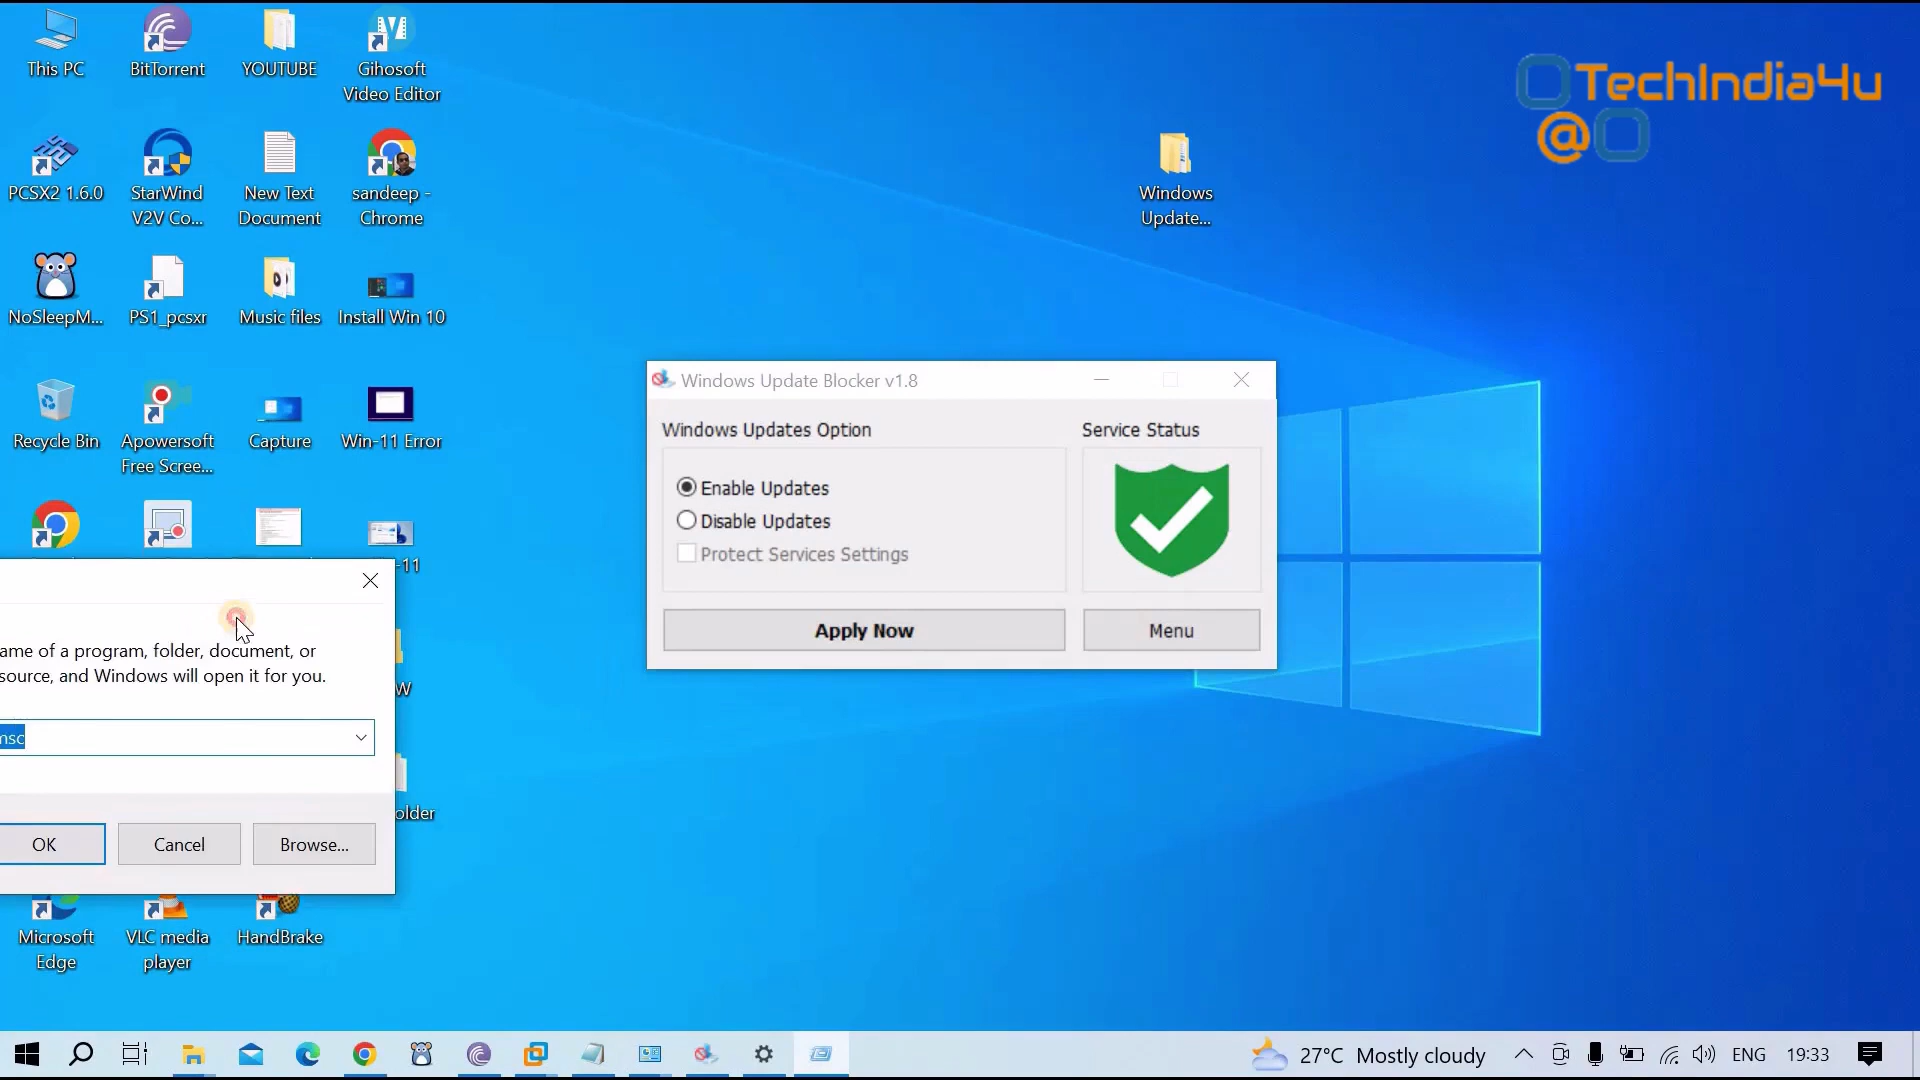 This PC
BitTorrent
YOUTUBE
Gihosoft
Video Editor
TechIndia4u
@
PCSX2 1.6.0
StarWind
V2V Co...
New Text
Document
sandeep -
Chrome
Windows
Update...
NoSleepM...
PS1_pcsxr
Music files
Install Win 10
Recycle Bin
Apowersoft
Free Scree...
Capture
Win-11 Error
Windows Update Blocker v1.8
Windows Updates Option
Service Status
Enable Updates
Disable Updates
Protect Services Settings
Apply Now
Menu
-11
ame of a program, folder, document, or
source, and Windows will open it for you.
W
msc
older
OK
Cancel
Browse...
Microsoft
Edge
VLC media
player
HandBrake
27°C Mostly cloudy
ENG
19:33